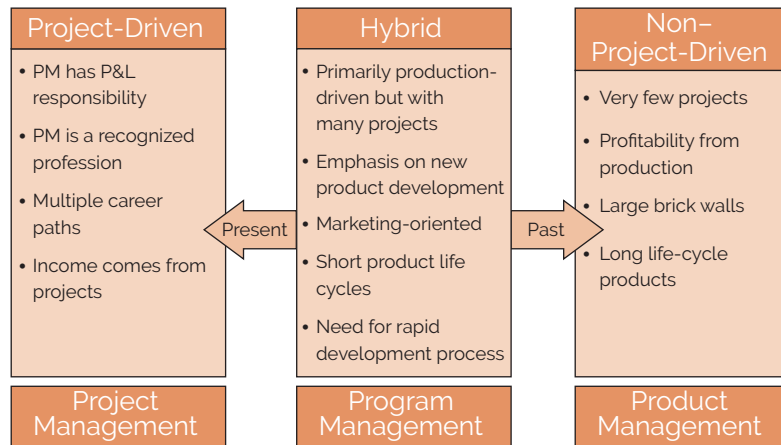 Project-Driven
• PM has P&L
responsibility
• PM is a recognized
profession
• Multiple career
paths
• Income comes from
projects
Project
Management
Present
Hybrid
• Primarily production-
driven but with
many projects
• Emphasis on new
product development
• Marketing-oriented
• Short product life
cycles
• Need for rapid
development process
Program
Management
Past
Non–
Project-Driven
• Very few projects
• Profitability from
production
• Large brick walls
• Long life-cycle
products
Product
Management